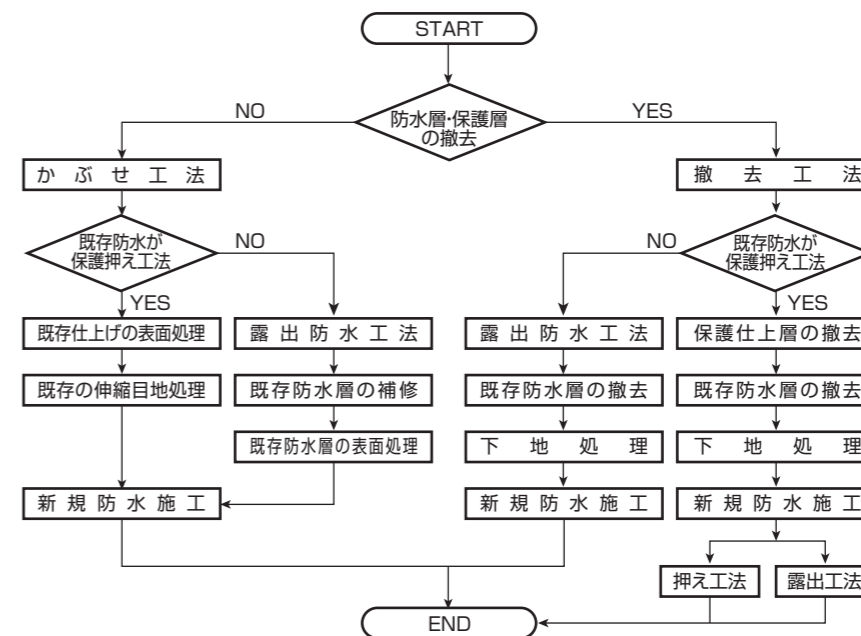 START
防水層・保護層
の撤去
NO
YES
かぶせ工法
撤去工法
既存防水が
保護押え工法
NO
YES
NO
既存防水が
保護押え工法
YES
既存仕上げの表面処理
露出防水工法
露出防水工法
保護仕上層の撤去
既存の伸縮目地処理
既存防水層の補修
既存防水層の撤去
既存防水層の撤去
既存防水層の表面処理
下地処理
下地処理
新規防水施工
新規防水施工
新規防水施工
押え工法
露出工法
END